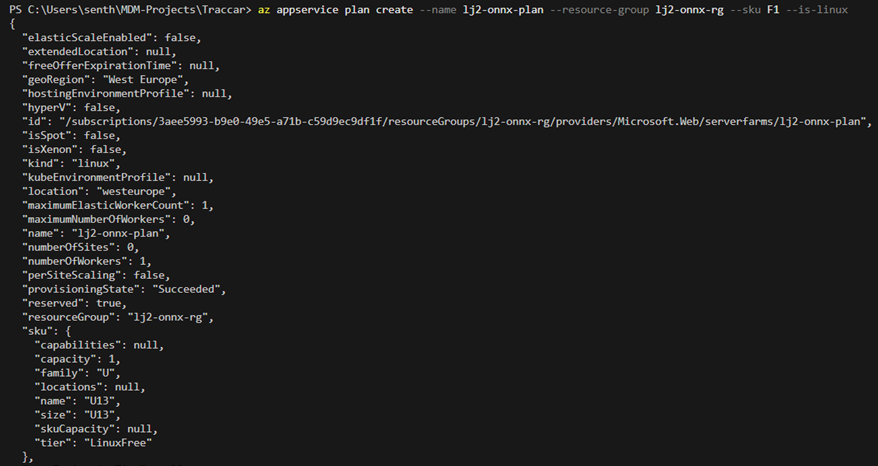 PS C:\Users\senth\MDM-Projects\Traccar> az appservice plan create --name lj2-onnx-plan --resource-group lj2-onnx-rg --sku F1 --is-linux
{
  "elasticScaleEnabled": false,
  "extendedLocation": null,
  "freeOfferExpirationTime": null,
  "geoRegion": "West Europe",
  "hostingEnvironmentProfile": null,
  "hyperV": false,
  "id": "/subscriptions/3aee5993-b9e0-49e5-a71b-c59d9ec9df1f/resourceGroups/lj2-onnx-rg/providers/Microsoft.Web/serverfarms/lj2-onnx-plan",
  "isSpot": false,
  "isXenon": false,
  "kind": "linux",
  "kubeEnvironmentProfile": null,
  "location": "westeurope",
  "maximumElasticWorkerCount": 1,
  "maximumNumberOfWorkers": 0,
  "name": "lj2-onnx-plan",
  "numberOfSites": 0,
  "numberOfWorkers": 1,
  "perSiteScaling": false,
  "provisioningState": "Succeeded",
  "reserved": true,
  "resourceGroup": "lj2-onnx-rg",
  "sku": {
    "capabilities": null,
    "capacity": 1,
    "family": "U",
    "locations": null,
    "name": "U13",
    "size": "U13",
    "skuCapacity": null,
    "tier": "LinuxFree"
  },